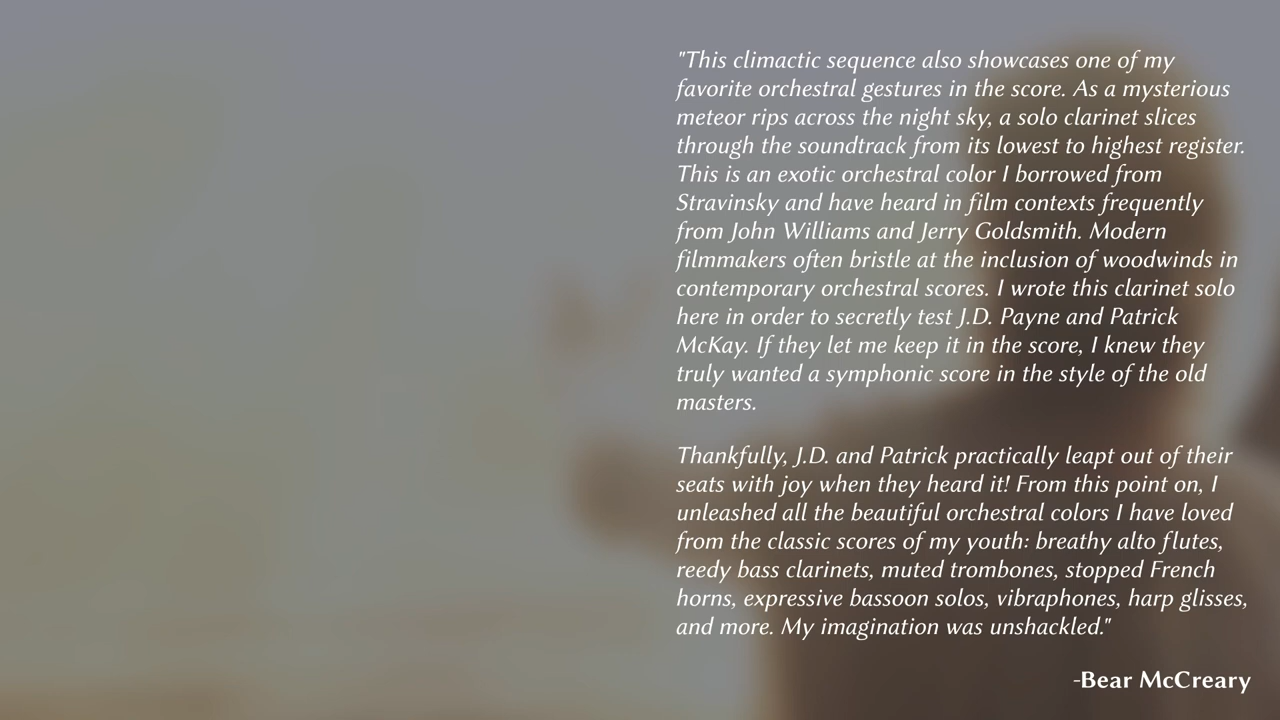 "This climactic sequence also showcases one of my
favorite orchestral gestures in the score. As a mysterious
meteor rips across the night sky, a solo clarinet slices
through the soundtrack from its lowest to highest register.
This is an exotic orchestral color I borrowed from
Stravinsky and have heard in film contexts frequently
from John Williams and Jerry Goldsmith. Modern
filmmakers often bristle at the inclusion of woodwinds in
contemporary orchestral scores. I wrote this clarinet solo
here in order to secretly test J.D. Payne and Patrick
McKay. If they let me keep it in the score, I knew they
truly wanted a symphonic score in the style of the old
masters.
Thankfully, J.D. and Patrick practically leapt out of their
seats with joy when they heard it! From this point on, I
unleashed all the beautiful orchestral colors I have loved
from the classic scores of my youth: breathy alto flutes,
reedy bass clarinets, muted trombones, stopped French
horns, expressive bassoon solos, vibraphones, harp glisses,
and more. My imagination was unshackled."
-Bear McCreary